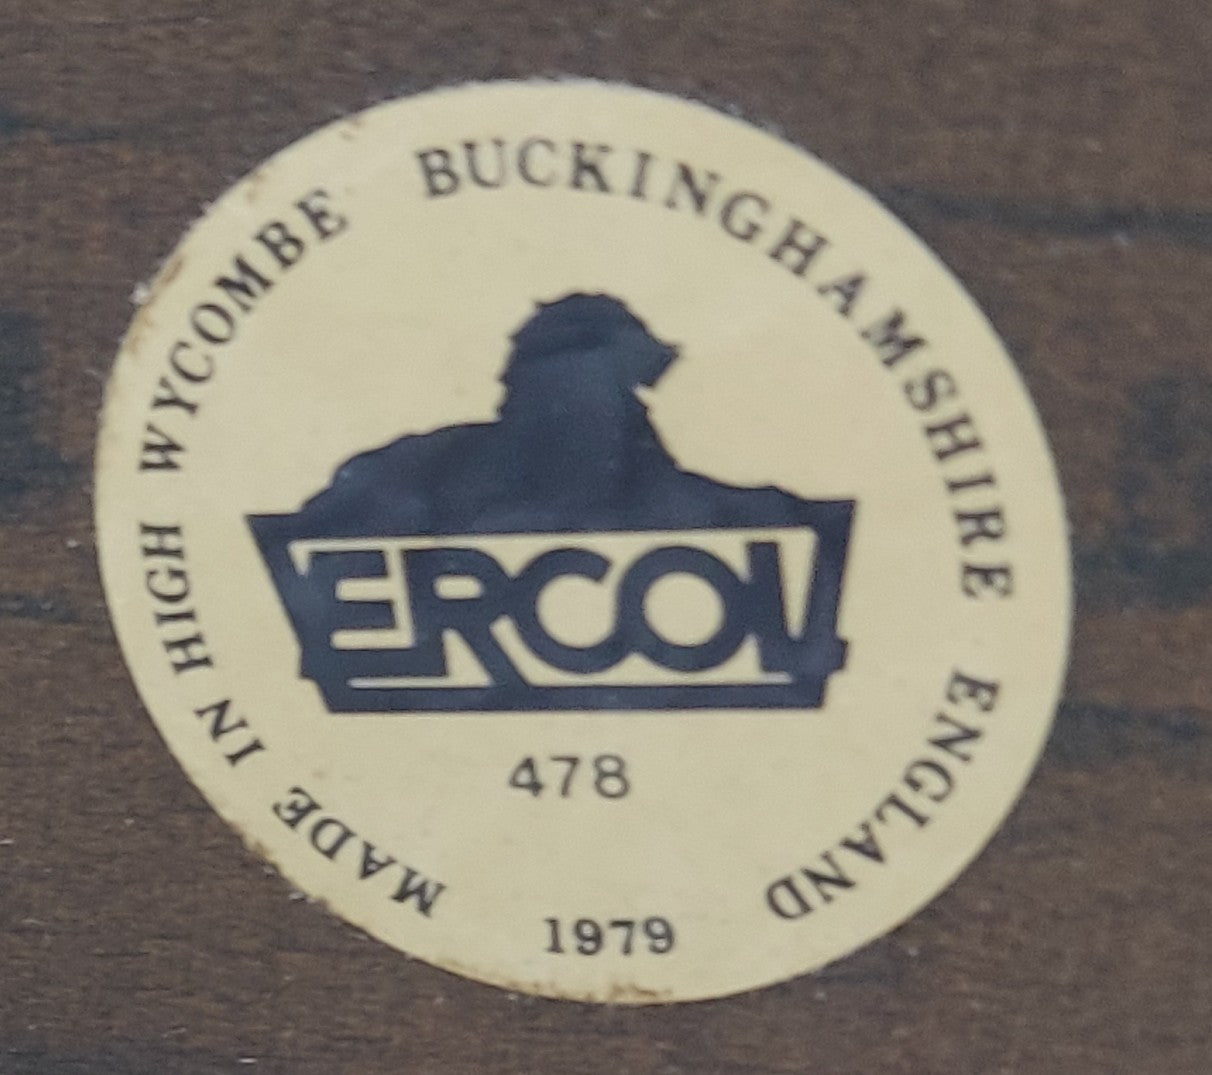 MADE IN HIGH WYCOMBE BUCKINGHAMSHIRE ENGLAND
ERCOL
478
1979